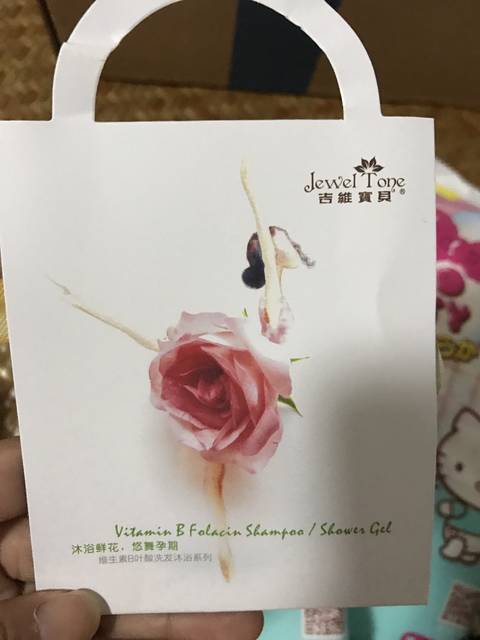 Jewel Tone
吉維寶貝®
Vitamin B Folacin Shampoo / Shower Gel
沐浴鲜花，悠舞孕期
维生素B叶酸洗发沐浴系列